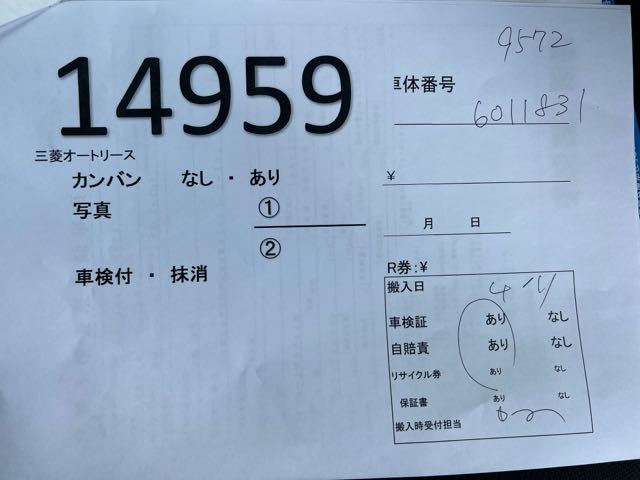 14959
9572
車体番号
6011831
三菱オートリース
カンバン なし ・ あり
¥
写真 ①
②
月 日
車検付 ・ 抹消
R券:¥
搬入日
車検証 あり なし
自賠責 あり なし
リサイクル券 あり なし
保証書 あり なし
搬入時受付担当